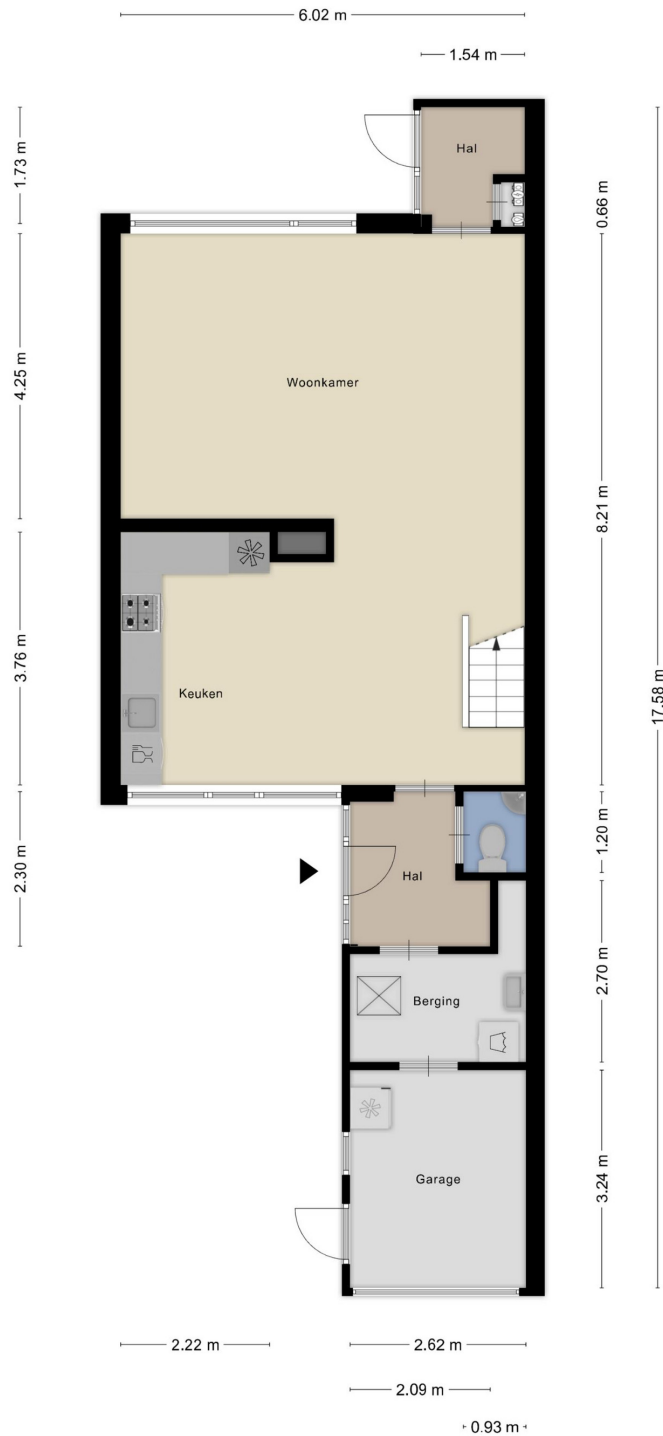 6.02 m
1.54 m
1.73 m
Hal
0.66 m
4.25 m
Woonkamer
8.21 m
3.76 m
Keuken
17.58 m
2.30 m
1.20 m
Hal
2.70 m
Berging
3.24 m
Garage
2.22 m
2.62 m
2.09 m
0.93 m